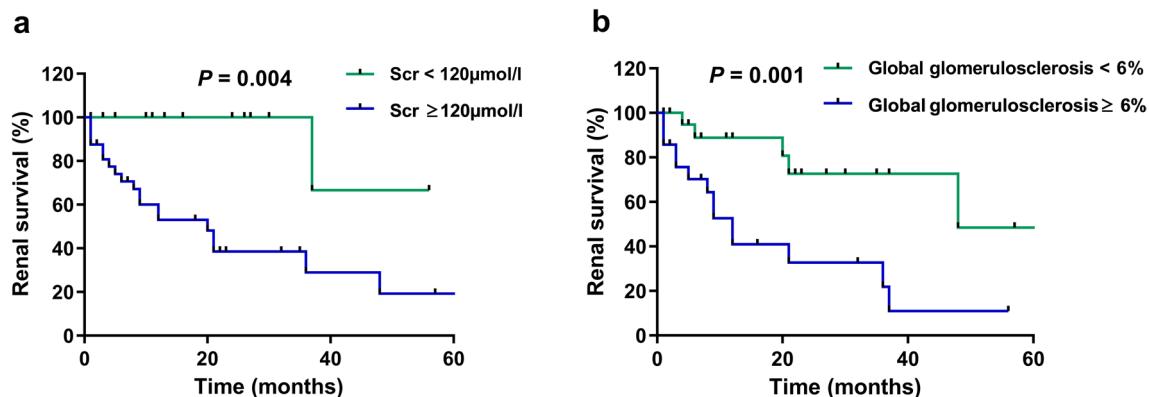 a
P = 0.004
Scr < 120µmol/l
Scr ≥120µmol/l
Renal survival (%)
120
100
80
60
40
20
0
0 20 40 60
Time (months)
b
P = 0.001
Global glomerulosclerosis < 6%
Global glomerulosclerosis ≥ 6%
Renal survival (%)
120
100
80
60
40
20
0
0 20 40 60
Time (months)